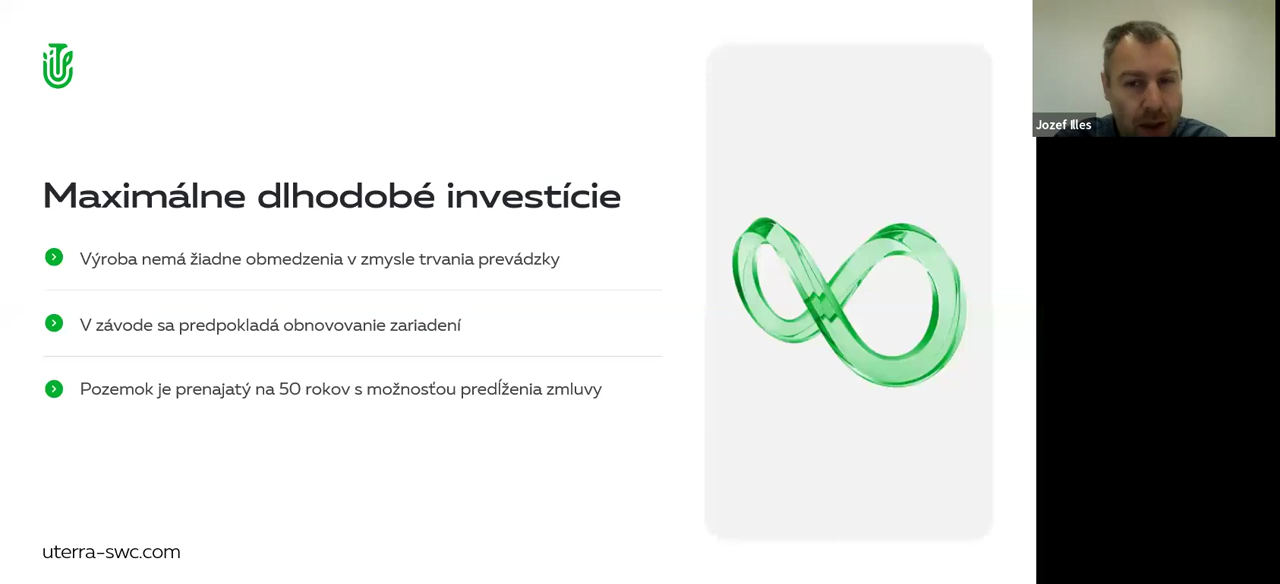 Maximálne dlhodobé investície
Výroba nemá žiadne obmedzenia v zmysle trvania prevádzky
V závode sa predpokladá obnovovanie zariadení
Pozemok je prenajatý na 50 rokov s možnosťou predĺženia zmluvy
uterra-swc.com
Jozef Illes